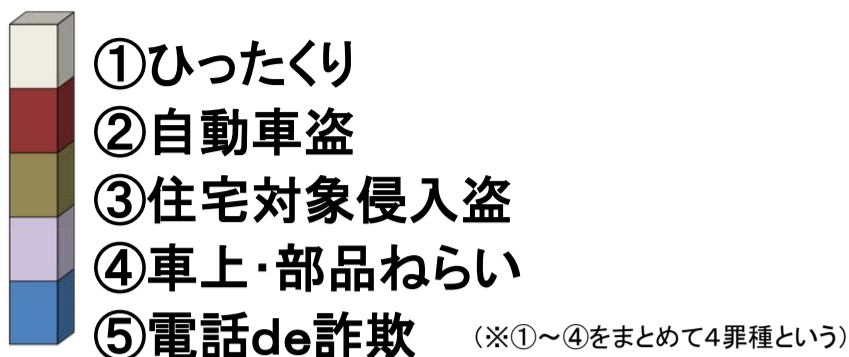 ①ひったくり
②自動車盗
③住宅対象侵入盗
④車上・部品ねらい
⑤電話de詐欺 (※①～④をまとめて4罪種という)